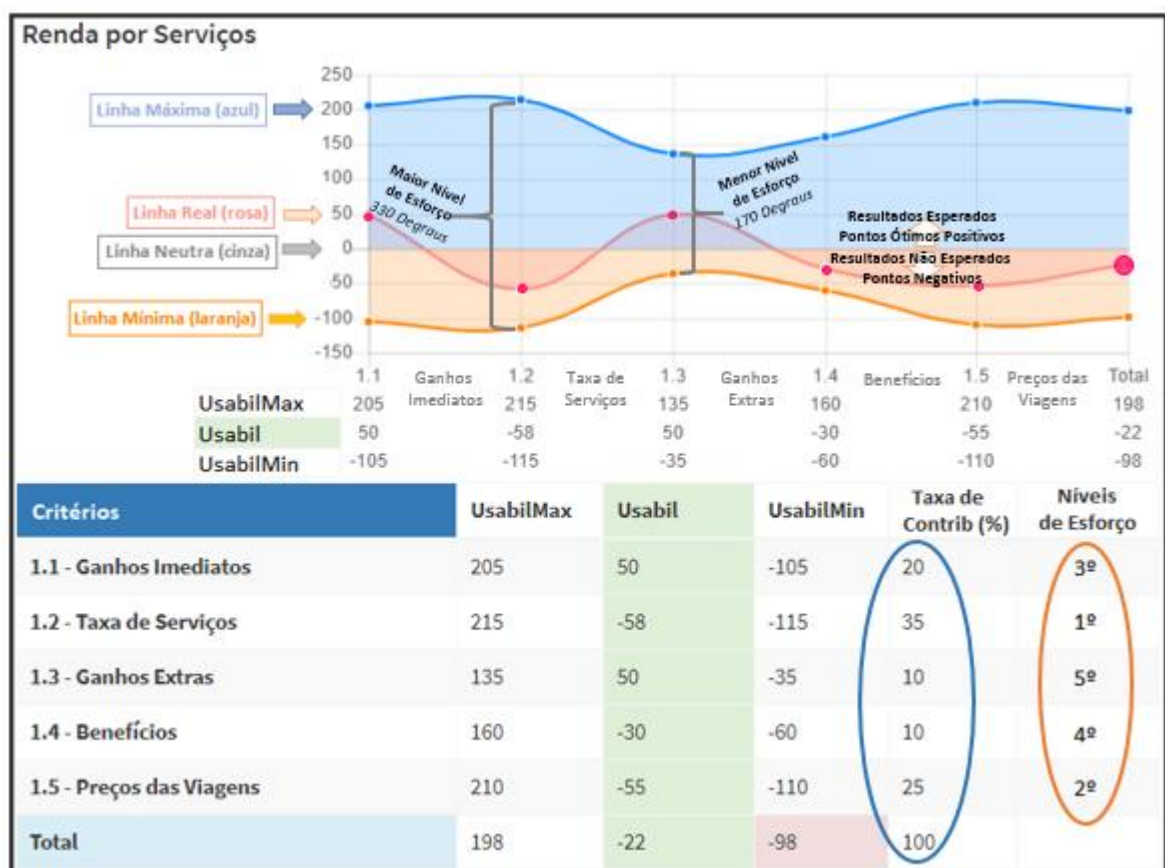 Renda por Serviços
250
Linha Máxima (azul)
200
150
100
Maior Nível
de Esforço
330 Degraus
Menor Nível
de Esforço
170 Degraus
Linha Real (rosa)
50
Resultados Esperados
Pontos Ótimos Positivos
Linha Neutra (cinza)
0
Resultados Não Esperados
Pontos Negativos
-50
Linha Mínima (laranja)
-100
-150
1.1 Ganhos Imediatos 1.2 Taxa de Serviços 1.3 Ganhos Extras 1.4 Benefícios 1.5 Preços das Viagens Total
UsabilMax 205 215 135 160 210 198
Usabil 50 -58 50 -30 -55 -22
UsabilMin -105 -115 -35 -60 -110 -98
Critérios UsabilMax Usabil UsabilMin Taxa de Contrib (%) Níveis de Esforço
1.1 - Ganhos Imediatos 205 50 -105 20 3º
1.2 - Taxa de Serviços 215 -58 -115 35 1º
1.3 - Ganhos Extras 135 50 -35 10 5º
1.4 - Benefícios 160 -30 -60 10 4º
1.5 - Preços das Viagens 210 -55 -110 25 2º
Total 198 -22 -98 100